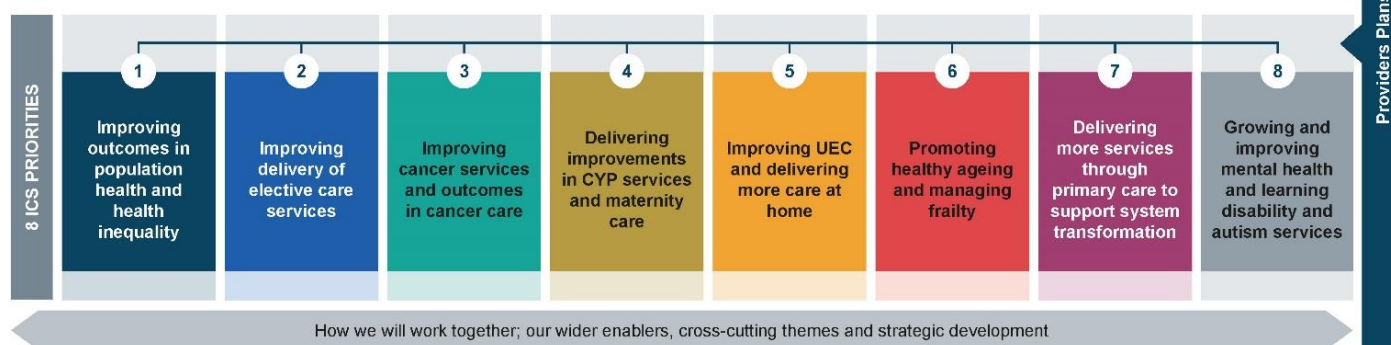 8 ICS PRIORITIES
1
Improving
outcomes in
population
health and
health
inequality
2
Improving
delivery of
elective care
services
3
Improving
cancer services
and outcomes
in cancer care
4
Delivering
improvements
in CYP services
and maternity
care
5
Improving UEC
and delivering
more care at
home
6
Promoting
healthy ageing
and managing
frailty
7
Delivering
more services
through
primary care to
support system
transformation
8
Growing and
improving
mental health
and learning
disability and
autism services
Providers Plans
How we will work together; our wider enablers, cross-cutting themes and strategic development